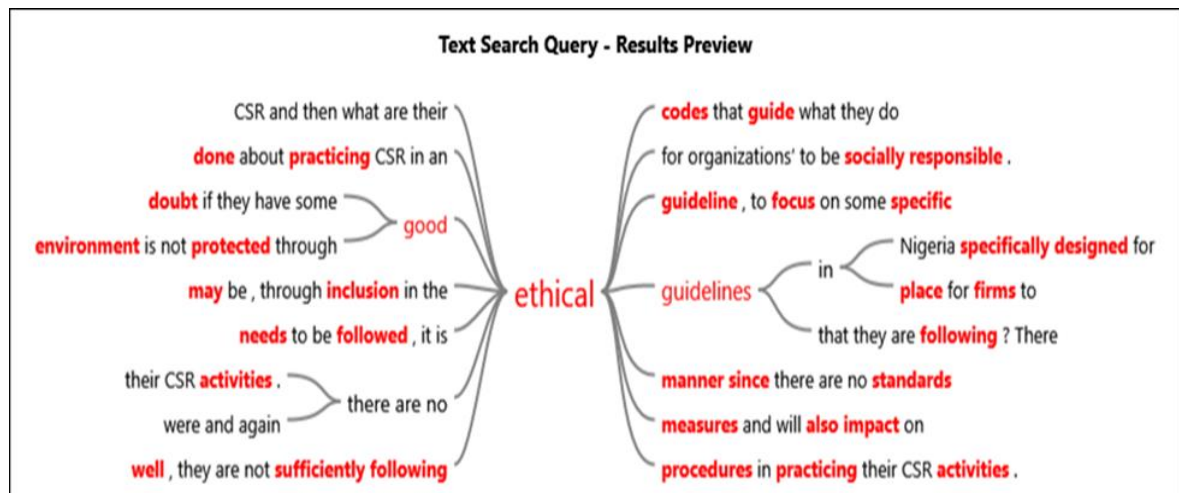 Text Search Query - Results Preview
CSR and then what are their
done about practicing CSR in an
doubt if they have some
good
environment is not protected through
may be , through inclusion in the
needs to be followed , it is
their CSR activities .
there are no
were and again
well , they are not sufficiently following
ethical
codes that guide what they do
for organizations' to be socially responsible .
guideline , to focus on some specific
guidelines
in
Nigeria specifically designed for
place for firms to
that they are following ? There
manner since there are no standards
measures and will also impact on
procedures in practicing their CSR activities .